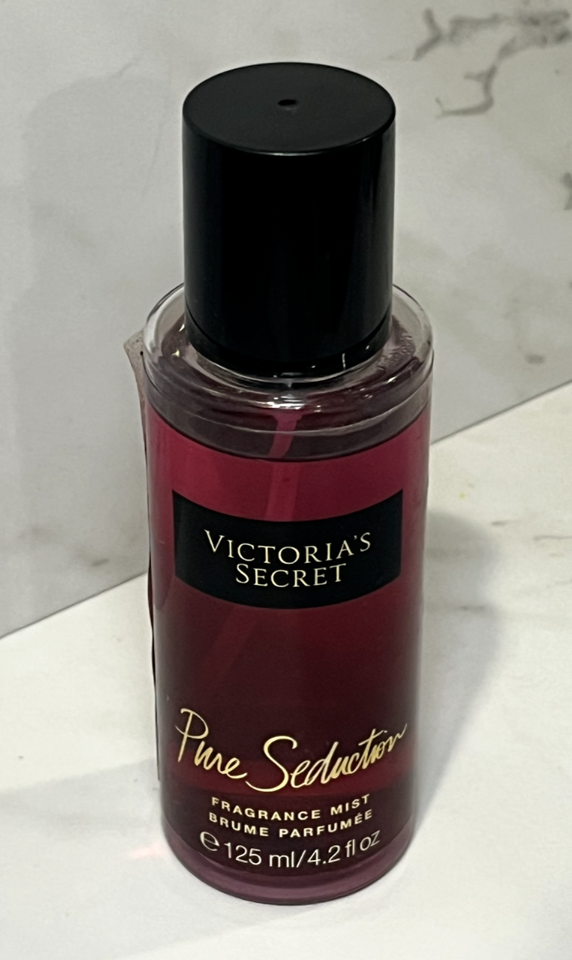 VICTORIA'S
SECRET
Pure Seduction
FRAGRANCE MIST
BRUME PARFUMÉE
℮ 125 ml/4.2 fl oz